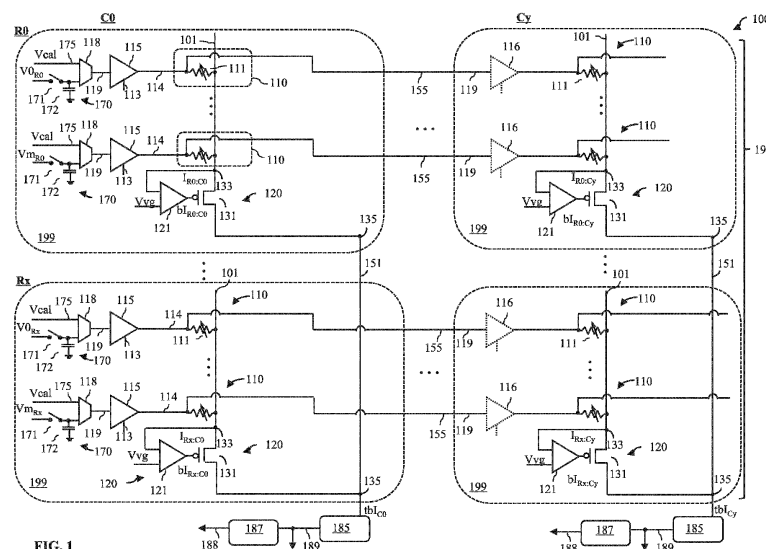 C0 Cy 100
R0 101 101
175 118 115 116 110
Vcal 111
V0R0 110 111
171 172 119 113 114 155 119
170
175 118 115 116 110
Vcal
VmR0 110
171 172 119 113 114 155 119
170 IR0:C0 133 120 IR0:Cy 133 120
Vvg bIR0:C0 131 Vvg bIR0:Cy 131
121 135 121 135
199 199
151 151
19
Rx 101 101
175 118 115 114 110 116 110
Vcal
V0Rx
171 172 119 113 111 155 119 111
170
175 118 115 114 110 116 110
Vcal
VmRx
171 172 119 113 155 119
170 IRx:C0 133 120 IRx:Cy 133 120
Vvg bIRx:C0 131 Vvg bIRx:Cy 131
120 121 135 121 135
199 199
tbIC0 tbICy
187 185 187 185
188 189 188 189
FIG. 1